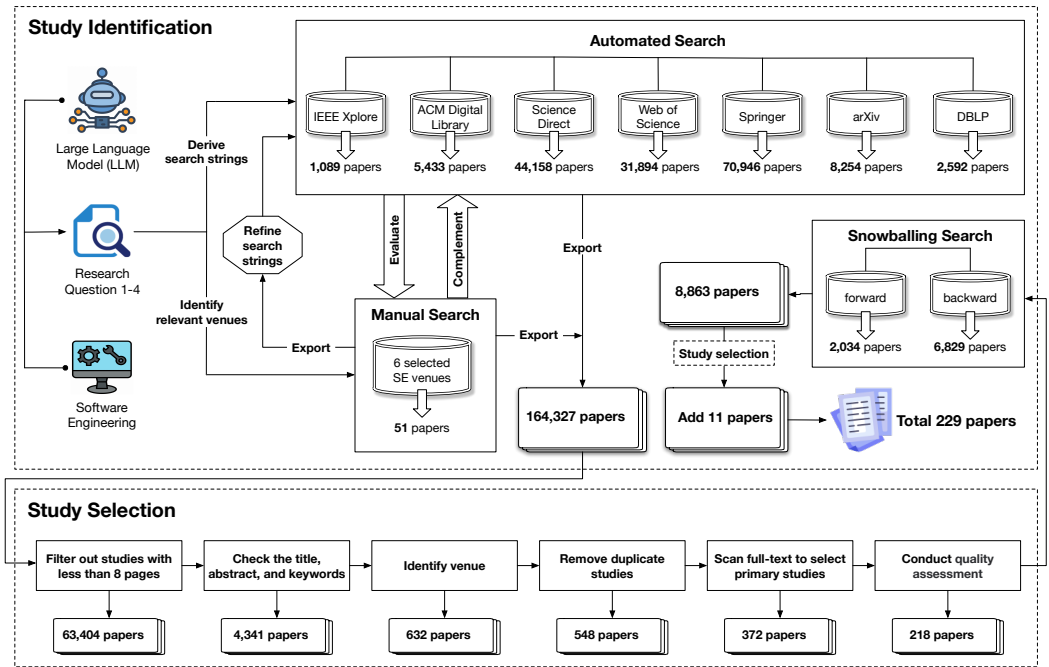 Study Identification
Automated Search
IEEE Xplore
ACM Digital
Library
Science
Direct
Web of
Science
Springer
arXiv
DBLP
1,089 papers
5,433 papers
44,158 papers
31,894 papers
70,946 papers
8,254 papers
2,592 papers
Large Language
Model (LLM)
Derive
search strings
Research
Question 1-4
Refine
search
strings
Evaluate
Complement
Export
Identify
relevant venues
Export
Manual Search
6 selected
SE venues
51 papers
Export
Software
Engineering
164,327 papers
Snowballing Search
forward
backward
2,034 papers
6,829 papers
8,863 papers
Study selection
Add 11 papers
Total 229 papers
Study Selection
Filter out studies with
less than 8 pages
Check the title,
abstract, and keywords
Identify venue
Remove duplicate
studies
Scan full-text to select
primary studies
Conduct quality
assessment
63,404 papers
4,341 papers
632 papers
548 papers
372 papers
218 papers